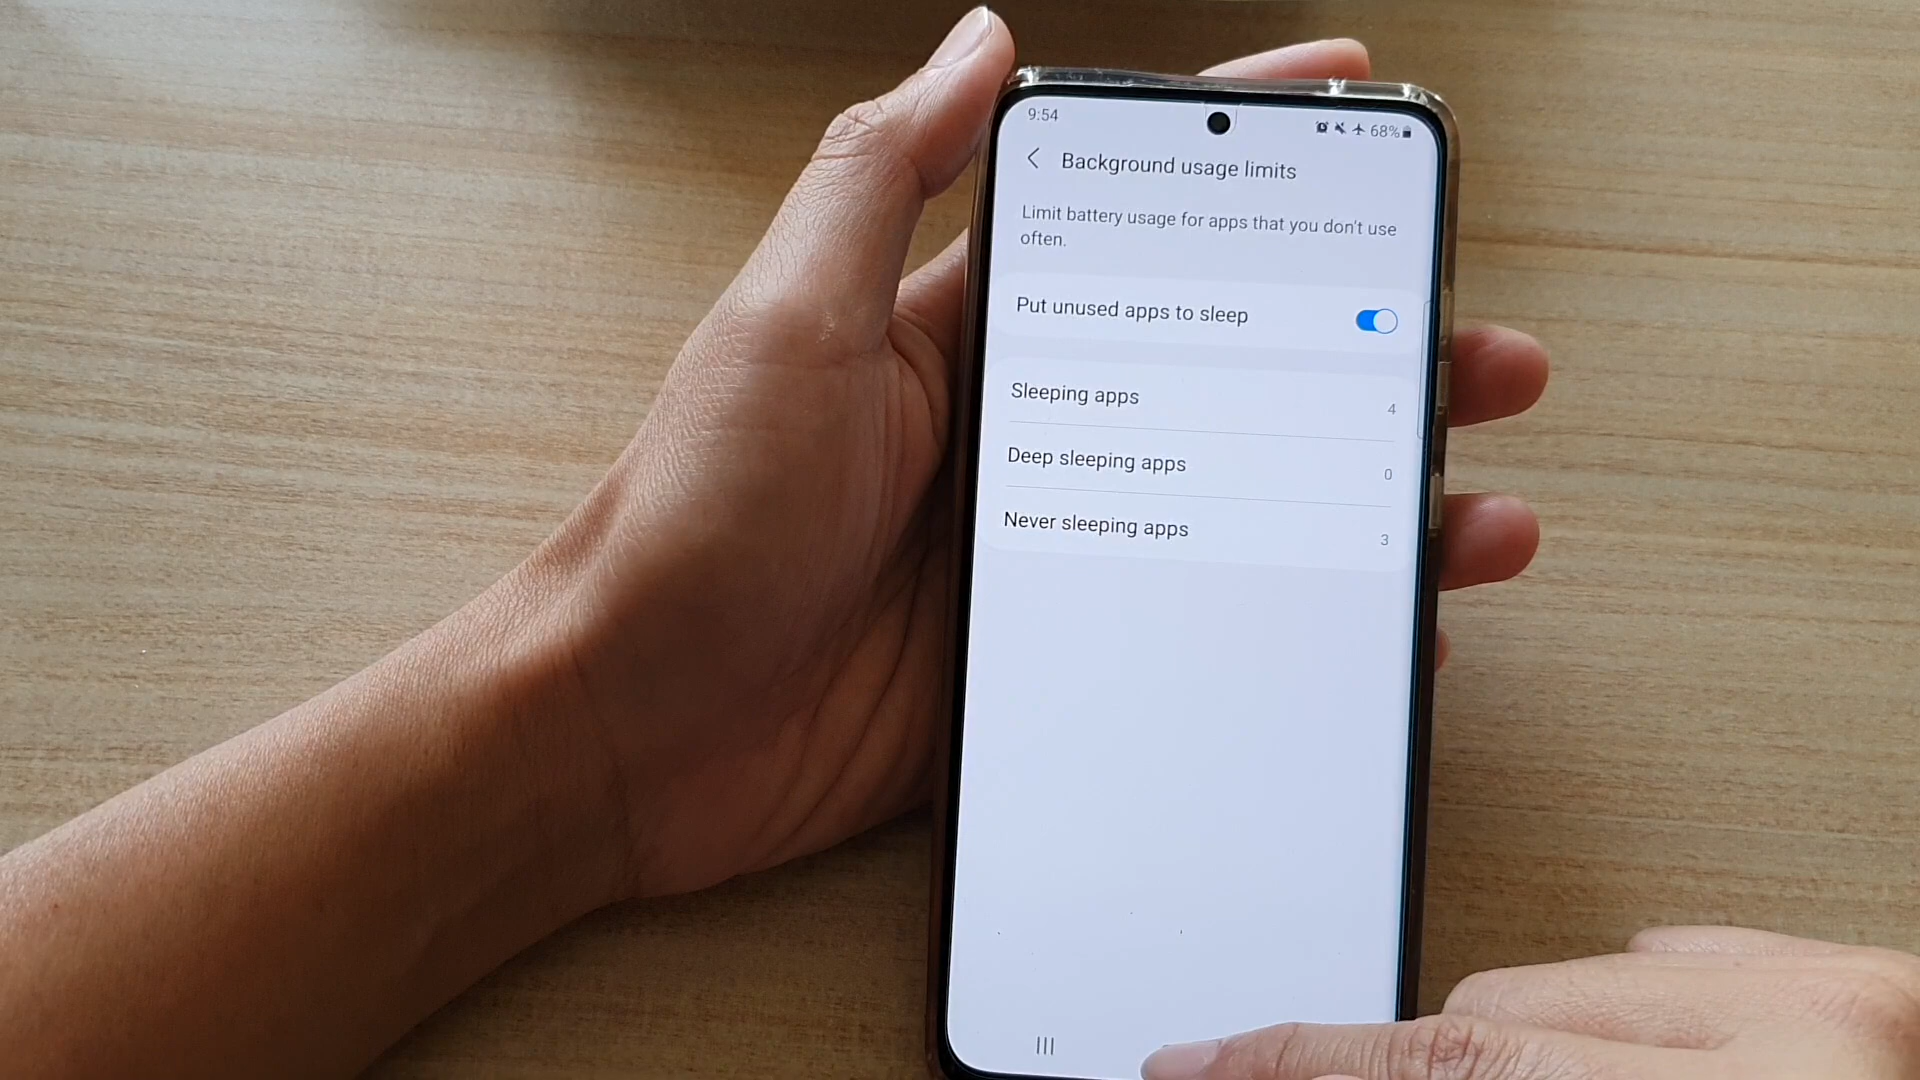 9:54
68%
Background usage limits
Limit battery usage for apps that you don't use
often.
Put unused apps to sleep
Sleeping apps
4
Deep sleeping apps
0
Never sleeping apps
3